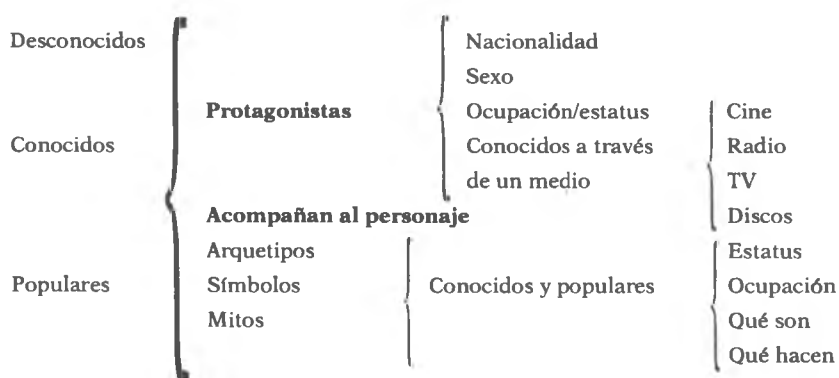 Desconocidos
Nacionalidad
Sexo
Protagonistas Ocupación/estatus Cine
Conocidos Conocidos a través Radio
de un medio TV
Acompañan al personaje Discos
Arquetipos Estatus
Populares Símbolos Conocidos y populares Ocupación
Mitos Qué son
Qué hacen